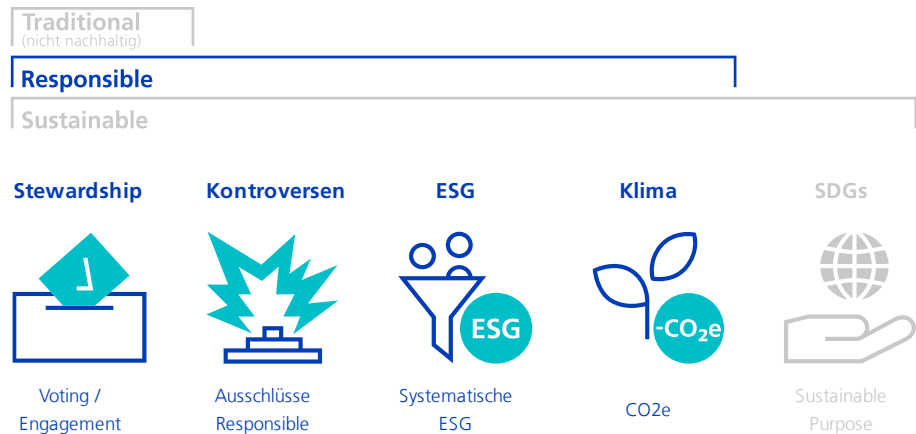 Traditional
(nicht nachhaltig)
Responsible
Sustainable
Stewardship Kontroversen ESG Klima SDGs
ESG -CO₂e
Voting / Ausschlüsse Systematische CO2e Sustainable
Engagement Responsible ESG Purpose